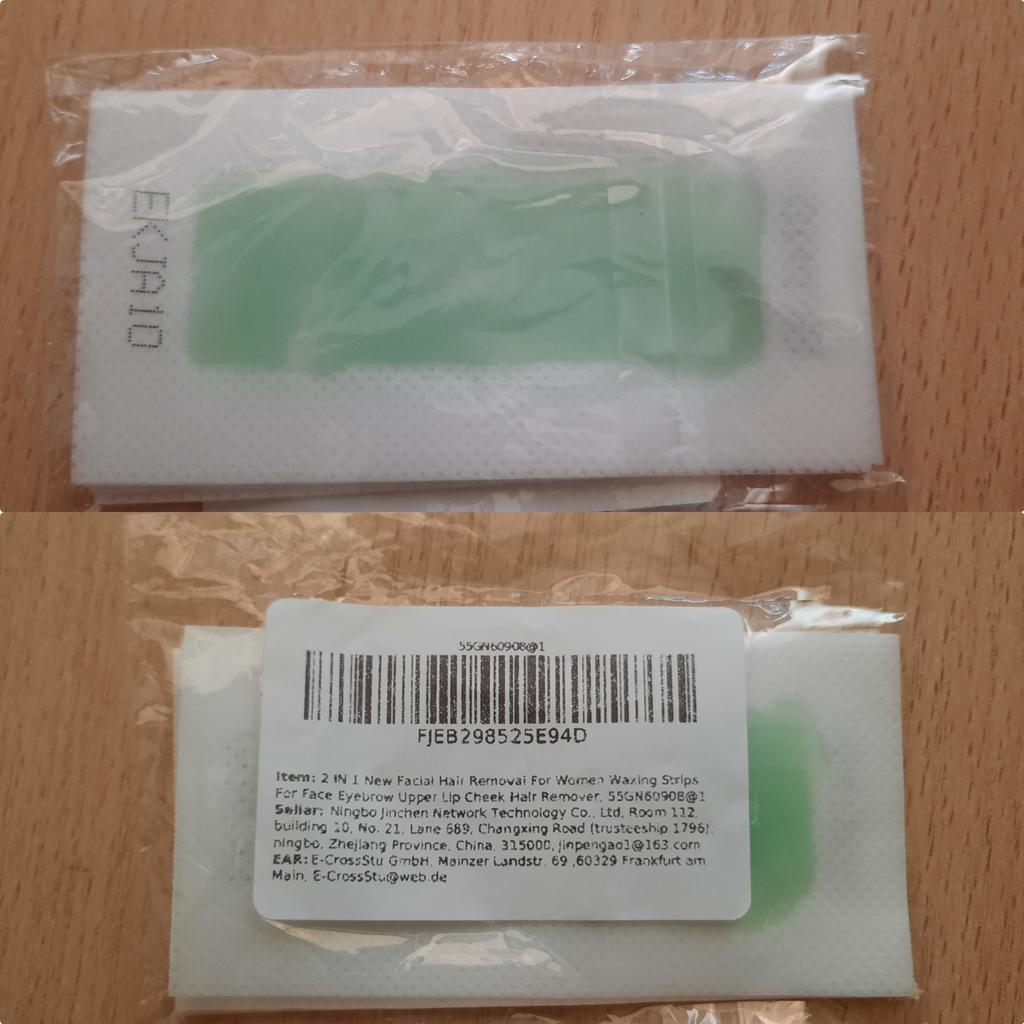 EKJA10
55GN60908@1
FJEB298525E94D
Item: 2 IN 1 New Facial Hair Removal For Women Waxing Strips
For Face Eyebrow Upper Lip Cheek Hair Remover, 55GN60908@1
Seller: Ningbo Jinchen Network Technology Co., Ltd, Room 112,
building 10, No. 21, Lane 689, Changxing Road (trusteeship 1796),
ningbo, Zhejiang Province, China, 315000, jinpengao1@163.com
EAR: E-CrossStu GmbH, Mainzer Landstr. 69 ,60329 Frankfurt am
Main, E-CrossStu@web.de